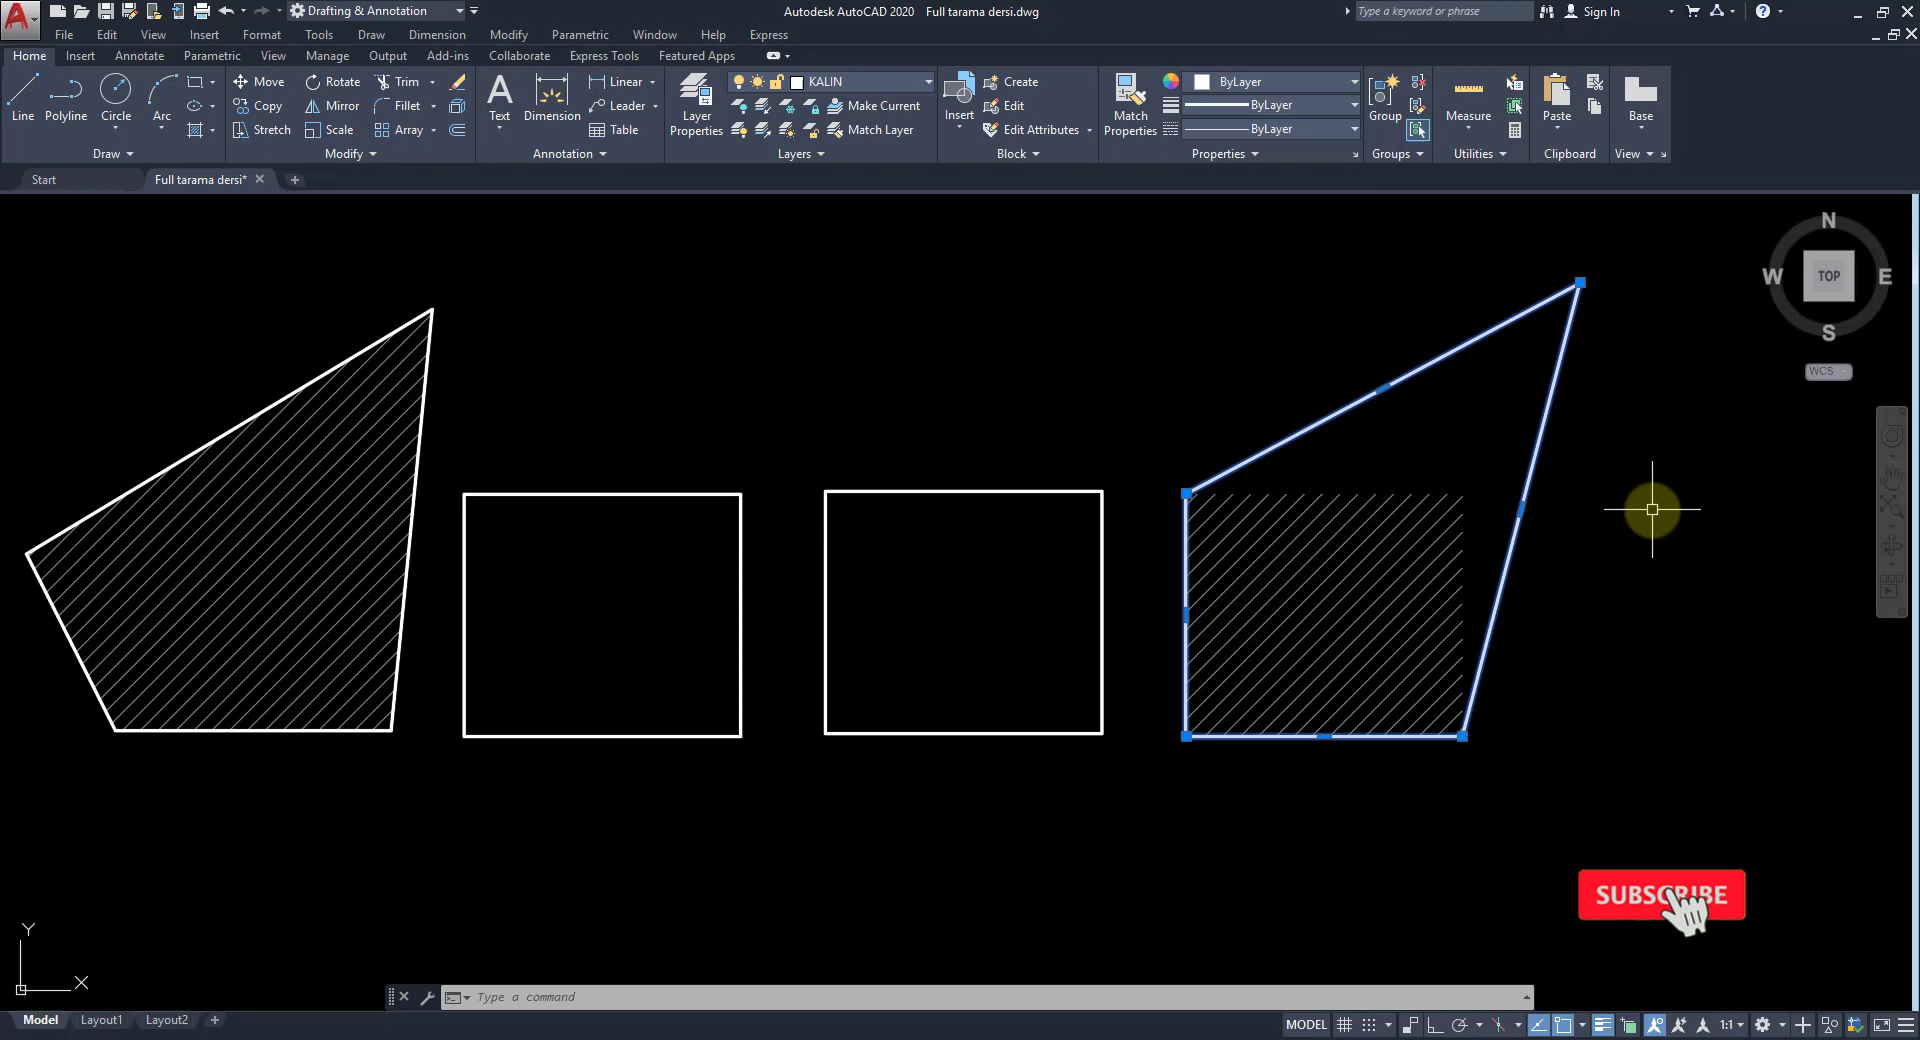 Drafting & Annotation
Autodesk AutoCAD 2020 Full tarama dersi.dwg
Type a keyword or phrase
Sign In
File Edit View Insert Format Tools Draw Dimension Modify Parametric Window Help Express
Home Insert Annotate Parametric View Manage Output Add-ins Collaborate Express Tools Featured Apps
Line
Polyline
Circle
Arc
Draw
Move
Rotate
Trim
Copy
Mirror
Fillet
Stretch
Scale
Array
Modify
Text
Dimension
Linear
Leader
Table
Annotation
Layer
Properties
KALIN
Make Current
Match Layer
Layers
Insert
Create
Edit
Edit Attributes
Block
Match
Properties
ByLayer
ByLayer
ByLayer
Properties
Group
Groups
Measure
Utilities
Paste
Clipboard
Base
View
Start
Full tarama dersi*
N
W
TOP
E
S
WCS
SUBSCRIBE
Y
X
Type a command
Model Layout1 Layout2
MODEL
1:1